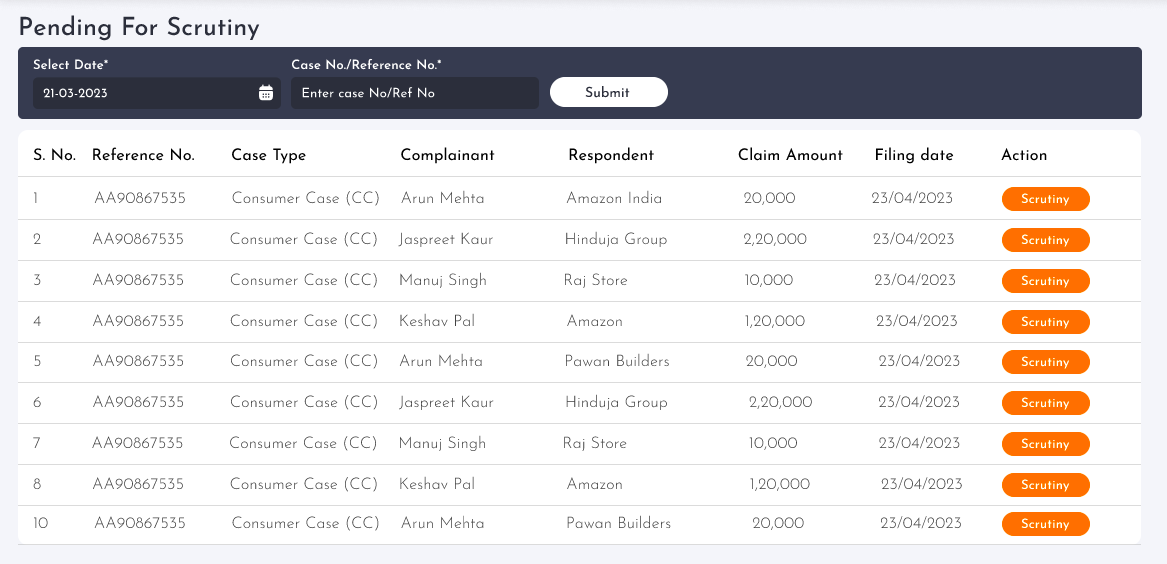 Pending For Scrutiny
Select Date* Case No./Reference No.*
21-03-2023 Enter case No/Ref No Submit
S. No. Reference No. Case Type Complainant Respondent Claim Amount Filing date Action
1 AA90867535 Consumer Case (CC) Arun Mehta Amazon India 20,000 23/04/2023 Scrutiny
2 AA90867535 Consumer Case (CC) Jaspreet Kaur Hinduja Group 2,20,000 23/04/2023 Scrutiny
3 AA90867535 Consumer Case (CC) Manuj Singh Raj Store 10,000 23/04/2023 Scrutiny
4 AA90867535 Consumer Case (CC) Keshav Pal Amazon 1,20,000 23/04/2023 Scrutiny
5 AA90867535 Consumer Case (CC) Arun Mehta Pawan Builders 20,000 23/04/2023 Scrutiny
6 AA90867535 Consumer Case (CC) Jaspreet Kaur Hinduja Group 2,20,000 23/04/2023 Scrutiny
7 AA90867535 Consumer Case (CC) Manuj Singh Raj Store 10,000 23/04/2023 Scrutiny
8 AA90867535 Consumer Case (CC) Keshav Pal Amazon 1,20,000 23/04/2023 Scrutiny
10 AA90867535 Consumer Case (CC) Arun Mehta Pawan Builders 20,000 23/04/2023 Scrutiny